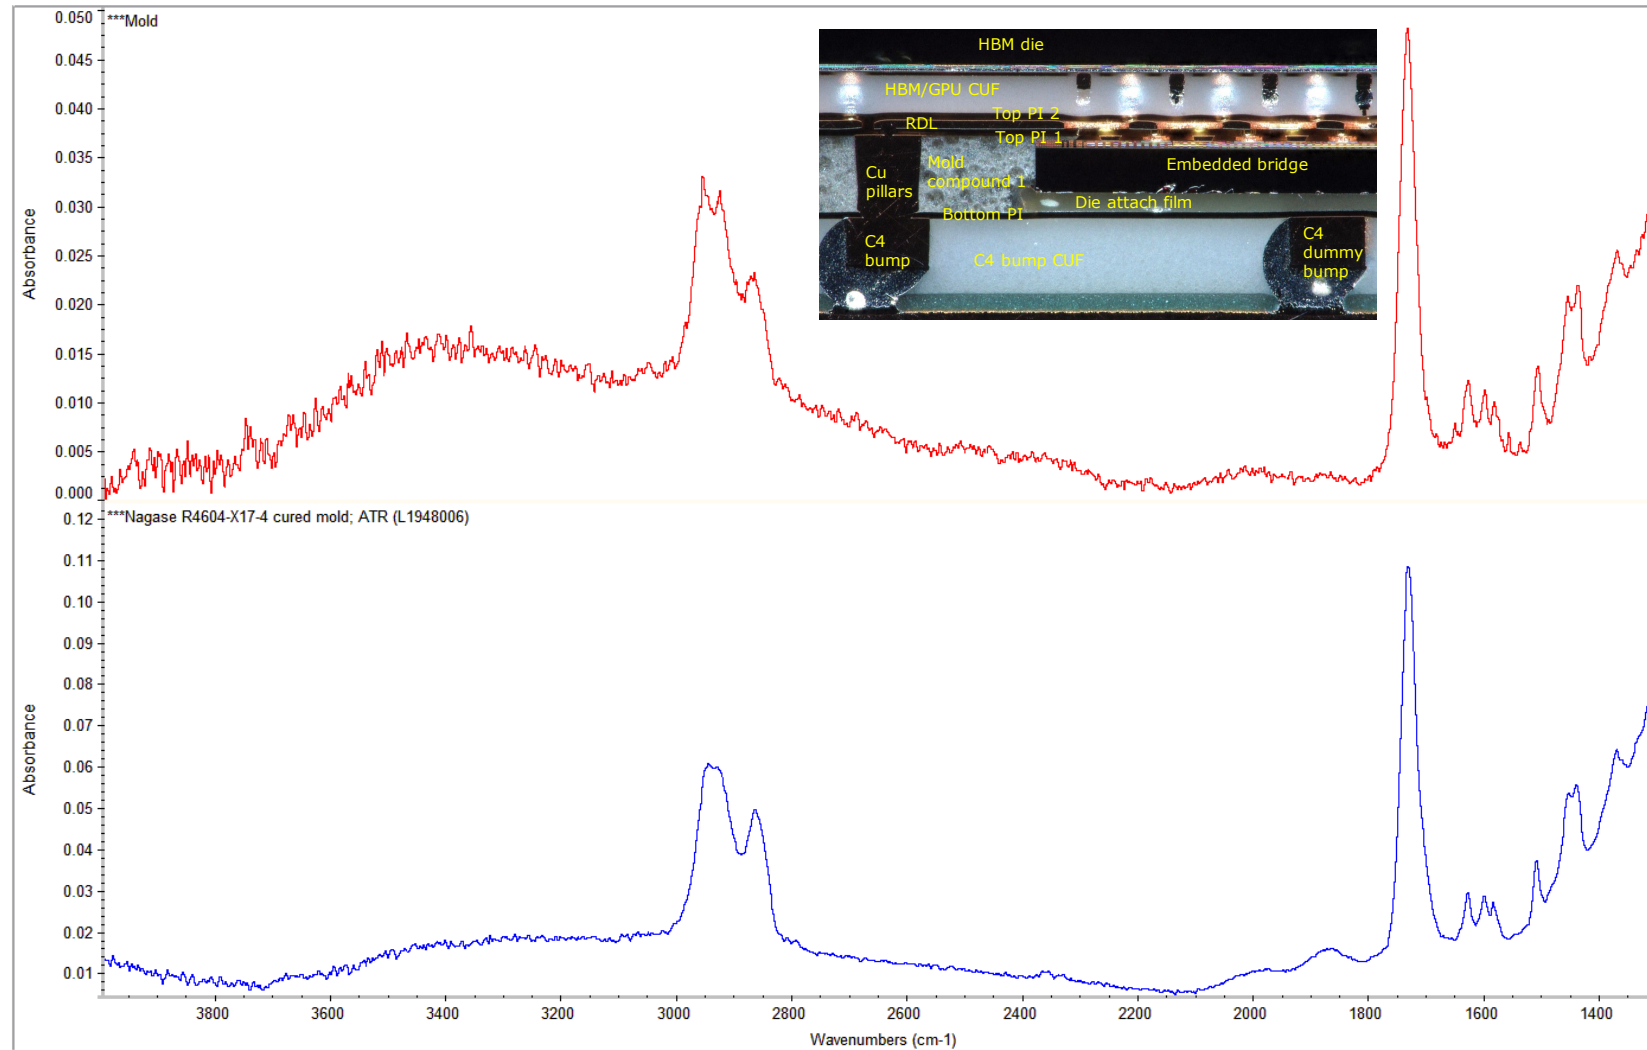 ***Mold
0.050
0.045
0.040
0.035
0.030
0.025
0.020
0.015
0.010
0.005
0.000
Absorbance
HBM die
HBM/GPU CUF
Top PI 2
RDL
Top PI 1
Cu
pillars
Mold
compound 1
Embedded bridge
Die attach film
Bottom PI
C4
bump
C4 bump CUF
C4
dummy
bump
***Nagase R4604-X17-4 cured mold; ATR (L1948006)
0.12
0.11
0.10
0.09
0.08
0.07
0.06
0.05
0.04
0.03
0.02
0.01
Absorbance
3800 3600 3400 3200 3000 2800 2600 2400 2200 2000 1800 1600 1400
Wavenumbers (cm-1)